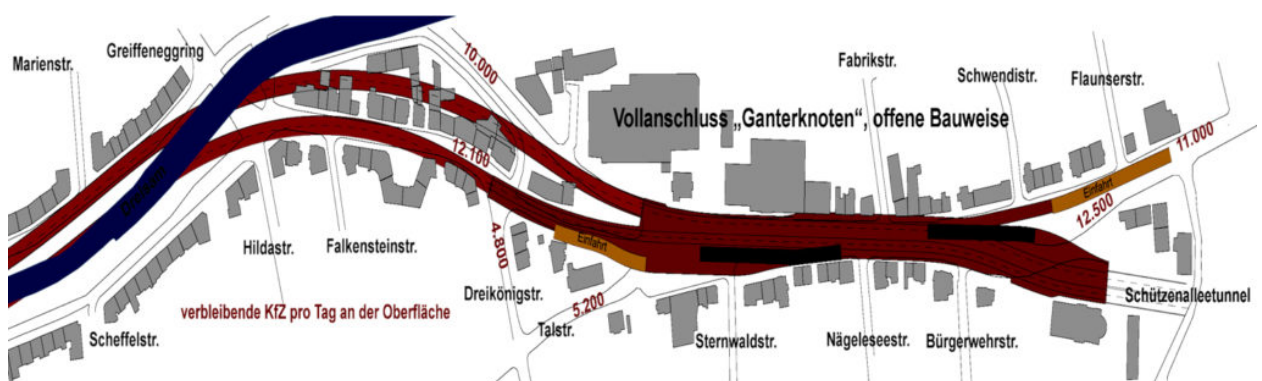 Greiffeneggring
Marienstr.
10.000
Fabrikstr.
Schwendistr.
Flaunserstr.
Vollanschluss „Ganterknoten“, offene Bauweise
11.000
12.100
Einfahrt
12.500
Dreisam
Hildastr.
Falkensteinstr.
4.800
Einfahrt
Dreikönigstr.
5.200
Schützenalleetunnel
verbleibende KfZ pro Tag an der Oberfläche
Scheffelstr.
Talstr.
Sternwaldstr.
Nägeleseestr.
Bürgerwehrstr.